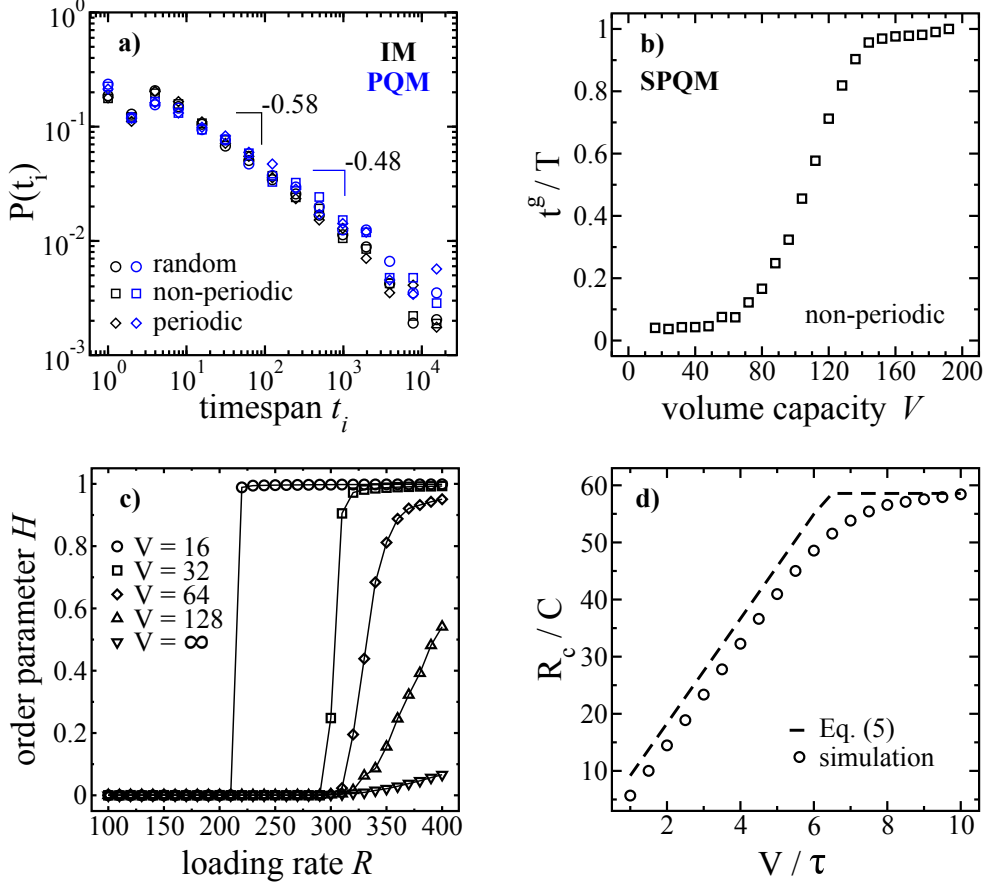 a)
IM
PQM
-0.58
-0.48
random
non-periodic
periodic
P(t_i)
10^0
10^-1
10^-2
10^-3
10^0 10^1 10^2 10^3 10^4
timespan t_i
b)
SPQM
non-periodic
t^g / T
1
0.8
0.6
0.4
0.2
0
0 40 80 120 160 200
volume capacity V
c)
V = 16
V = 32
V = 64
V = 128
V = ∞
order parameter H
1
0.8
0.6
0.4
0.2
0
100 150 200 250 300 350 400
loading rate R
d)
Eq. (5)
simulation
R_c / C
60
50
40
30
20
10
2 4 6 8 10
V / τ